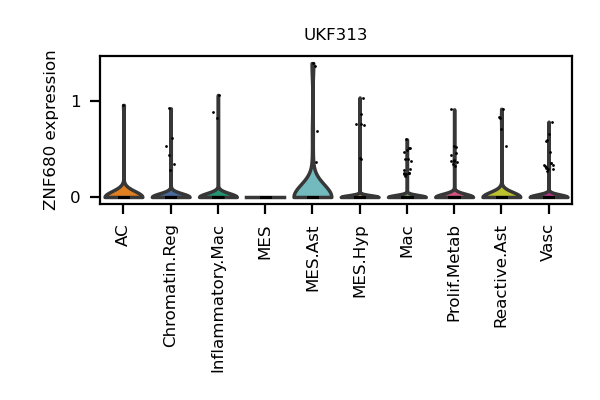 UKF313
ZNF680 expression
1
0
AC
Chromatin.Reg
Inflammatory.Mac
MES
MES.Ast
MES.Hyp
Mac
Prolif.Metab
Reactive.Ast
Vasc